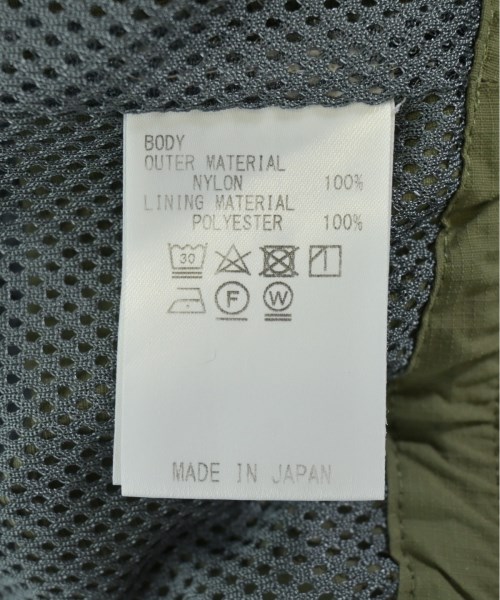 BODY
OUTER MATERIAL
NYLON 100%
LINING MATERIAL
POLYESTER 100%
30
F W
MADE IN JAPAN